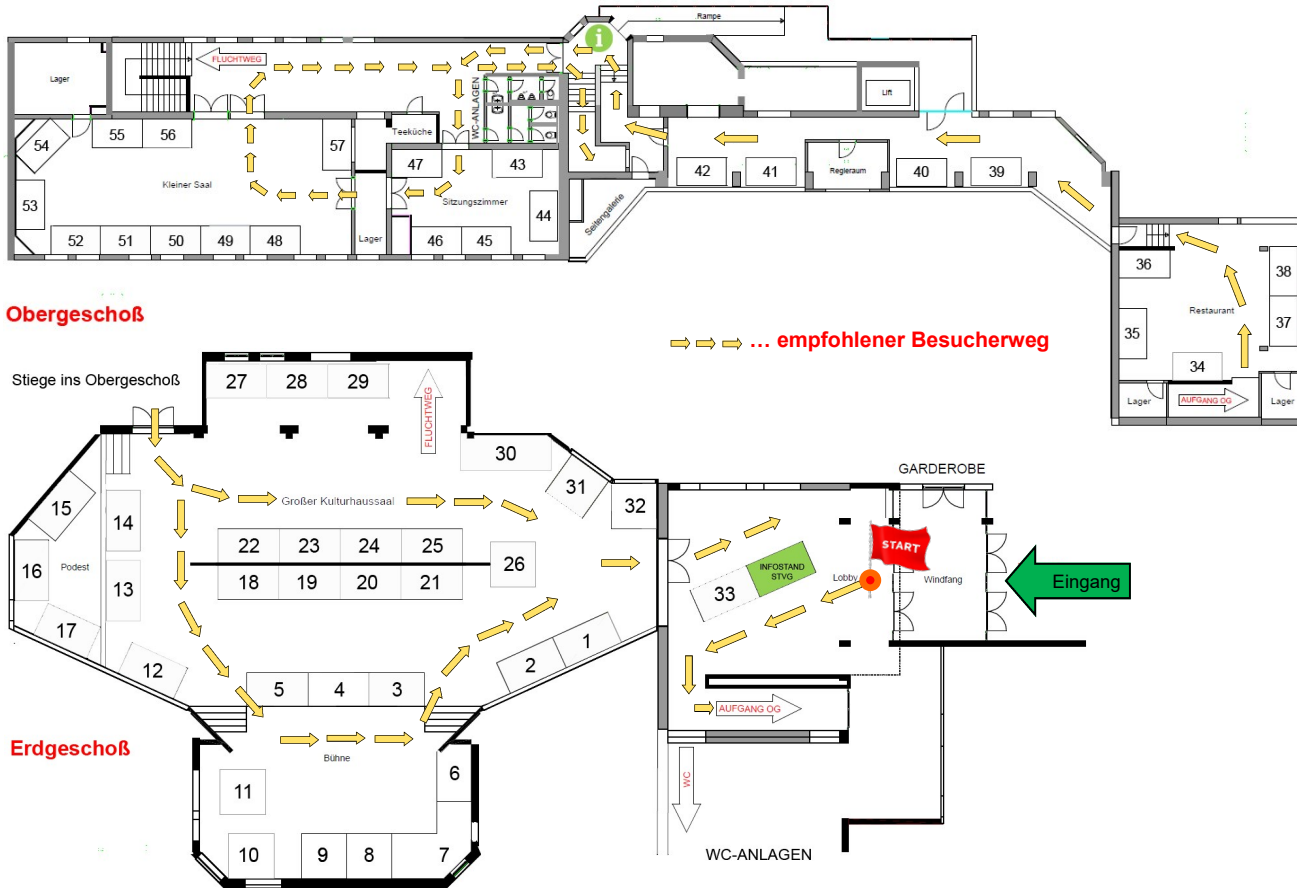 Rampe
i
FLUCHTWEG
Lager
Lift
WC-ANLAGEN
55
56
54
57
Teeküche
47
43
42
41
Regieraum
40
39
Kleiner Saal
Sitzungszimmer
53
44
Seitengalerie
52
51
50
49
48
Lager
46
45
36
38
Restaurant
35
37
34
Lager
AUFGANG OG
Lager
Obergeschoß
... empfohlener Besucherweg
Stiege ins Obergeschoß
27
28
29
FLUCHTWEG
30
GARDEROBE
31
32
15
14
Großer Kulturhaussaal
START
22
23
24
25
16
Podest
13
26
INFOSTAND
STVG
33
Lobby
Windfang
Eingang
18
19
20
21
17
12
1
2
5
4
3
AUFGANG OG
Erdgeschoß
Bühne
6
WC
11
10
9
8
7
WC-ANLAGEN